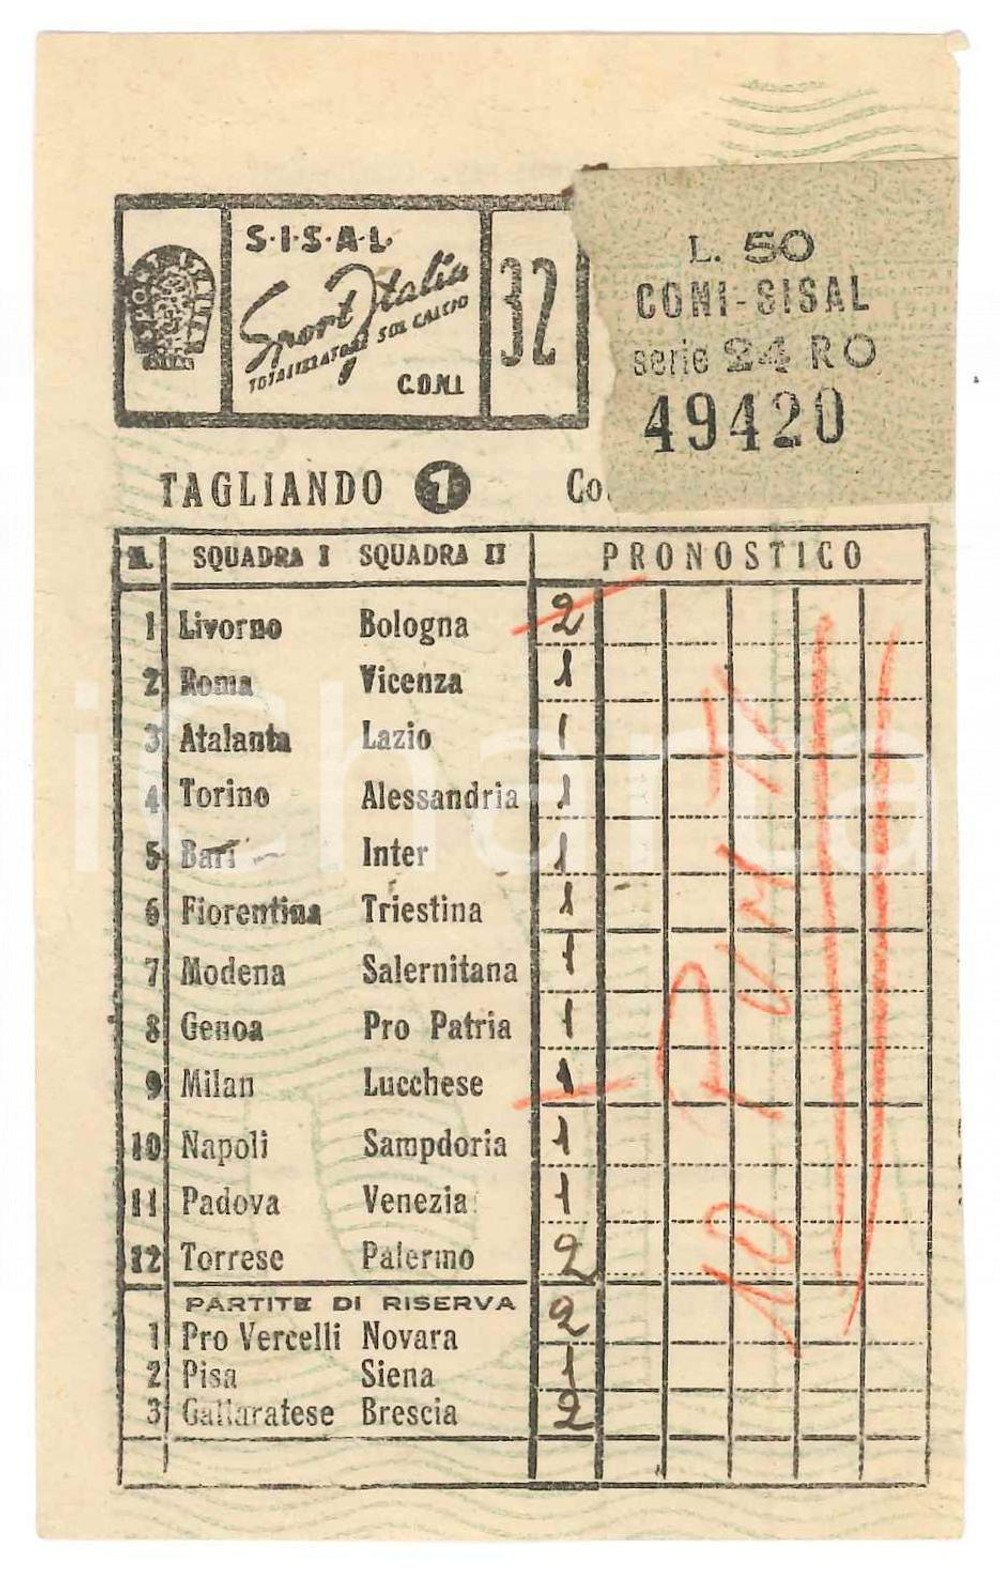 S·I·S·A·L·
Sport Italia
TOTALIZZATORE SUL CALCIO
C.O.N.I.
32
L. 50
CONI-SISAL
serie 24 RO
49420
TAGLIANDO 1 Co
N. SQUADRA I SQUADRA II PRONOSTICO
1 Livorno Bologna 2
2 Roma Vicenza 1
3 Atalanta Lazio 1
4 Torino Alessandria 1
5 Bari Inter 1
6 Fiorentina Triestina 1
7 Modena Salernitana 1
8 Genoa Pro Patria 1
9 Milan Lucchese 1
10 Napoli Sampdoria 1
11 Padova Venezia 1
12 Torrese Palermo 2
PARTITE DI RISERVA
1 Pro Vercelli Novara 2
2 Pisa Siena 1
3 Gallaratese Brescia 2
10 PUNTI
iCharta